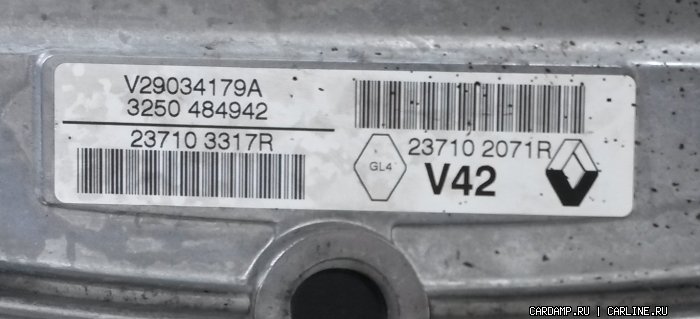 V29034179A
3250 484942
23710 3317R
GL4
23710 2071R
V42
CARDAMP.RU | CARLINE.RU